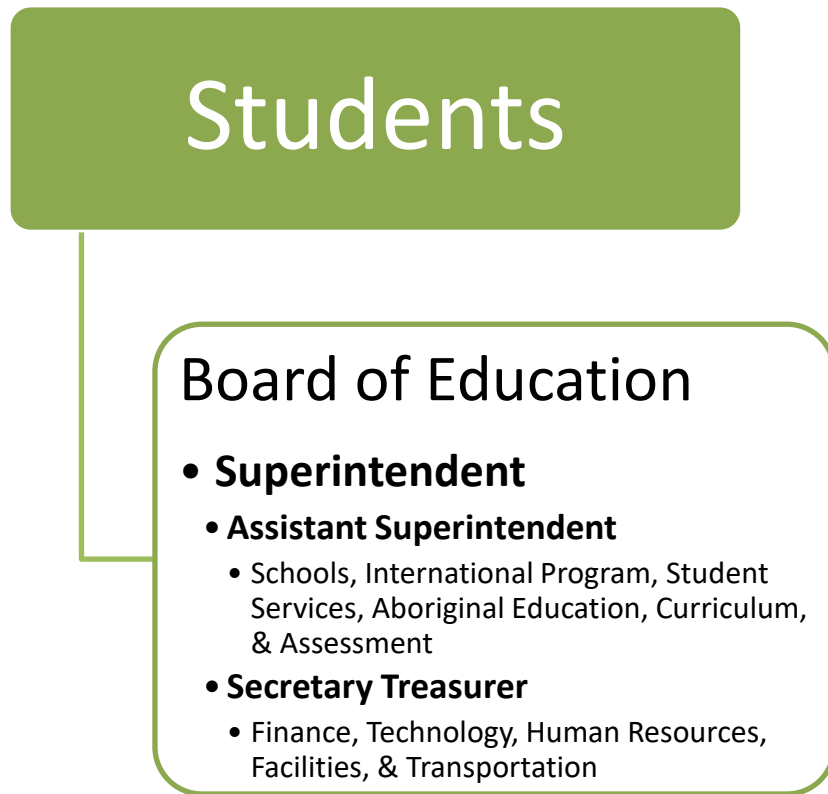 Students
Board of Education
• Superintendent
• Assistant Superintendent
• Schools, International Program, Student
Services, Aboriginal Education, Curriculum,
& Assessment
• Secretary Treasurer
• Finance, Technology, Human Resources,
Facilities, & Transportation